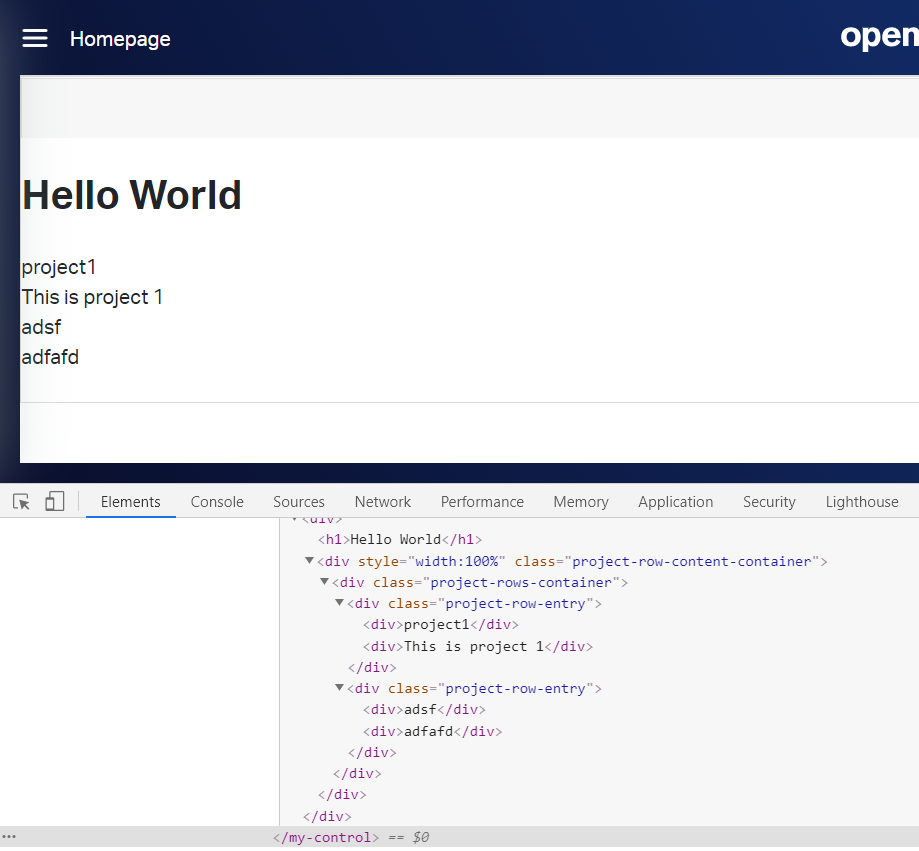 Homepage
open
Hello World
project1
This is project 1
adsf
adfafd
Elements Console Sources Network Performance Memory Application Security Lighthouse
<div>
<h1>Hello World</h1>
<div style="width:100%" class="project-row-content-container">
<div class="project-rows-container">
<div class="project-row-entry">
<div>project1</div>
<div>This is project 1</div>
</div>
<div class="project-row-entry">
<div>adsf</div>
<div>adfafd</div>
</div>
</div>
</div>
</div>
... </my-control> == $0